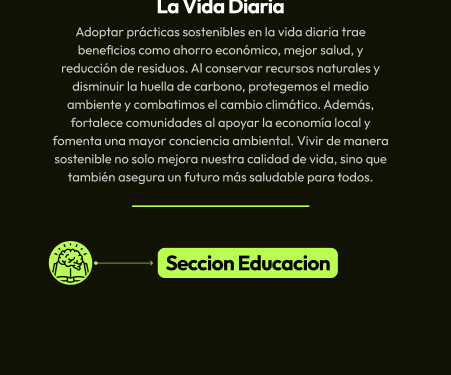 La Vida Diaria
Adoptar prácticas sostenibles en la vida diaria trae
beneficios como ahorro económico, mejor salud, y
reducción de residuos. Al conservar recursos naturales y
disminuir la huella de carbono, protegemos el medio
ambiente y combatimos el cambio climático. Además,
fortalece comunidades al apoyar la economía local y
fomenta una mayor conciencia ambiental. Vivir de manera
sostenible no solo mejora nuestra calidad de vida, sino que
también asegura un futuro más saludable para todos.
Seccion Educacion